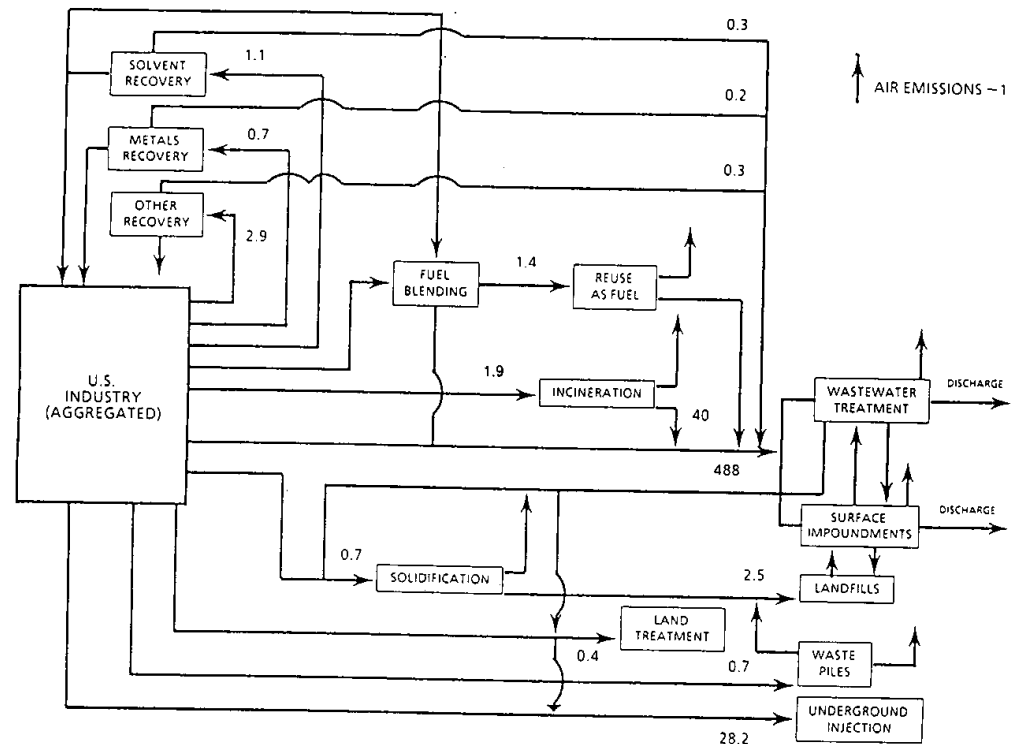 0.3
SOLVENT
RECOVERY
1.1
AIR EMISSIONS ~1
0.2
METALS
RECOVERY
0.7
0.3
OTHER
RECOVERY
2.9
FUEL
BLENDING
1.4
REUSE
AS FUEL
U.S.
INDUSTRY
(AGGREGATED)
1.9
INCINERATION
40
WASTEWATER
TREATMENT
DISCHARGE
488
SURFACE
IMPOUNDMENTS
DISCHARGE
0.7
SOLIDIFICATION
2.5
LANDFILLS
LAND
TREATMENT
0.4
0.7
WASTE
PILES
UNDERGROUND
INJECTION
28.2